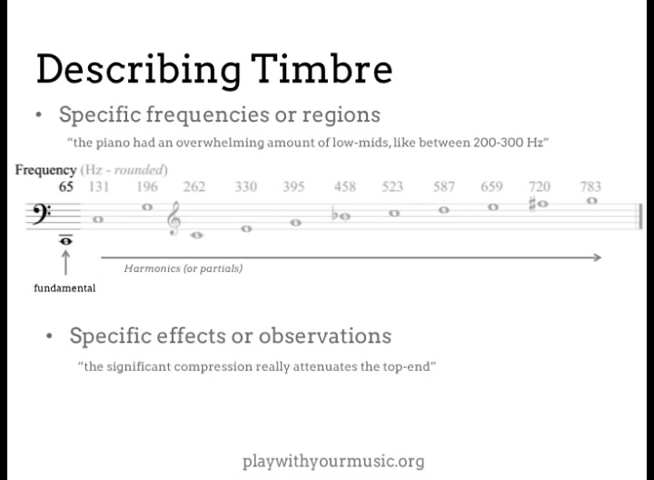 Describing Timbre
• Specific frequencies or regions
“the piano had an overwhelming amount of low-mids, like between 200-300 Hz”
Frequency (Hz - rounded)
65 131 196 262 330 395 458 523 587 659 720 783
Harmonics (or partials)
fundamental
• Specific effects or observations
“the significant compression really attenuates the top-end”
playwithyourmusic.org